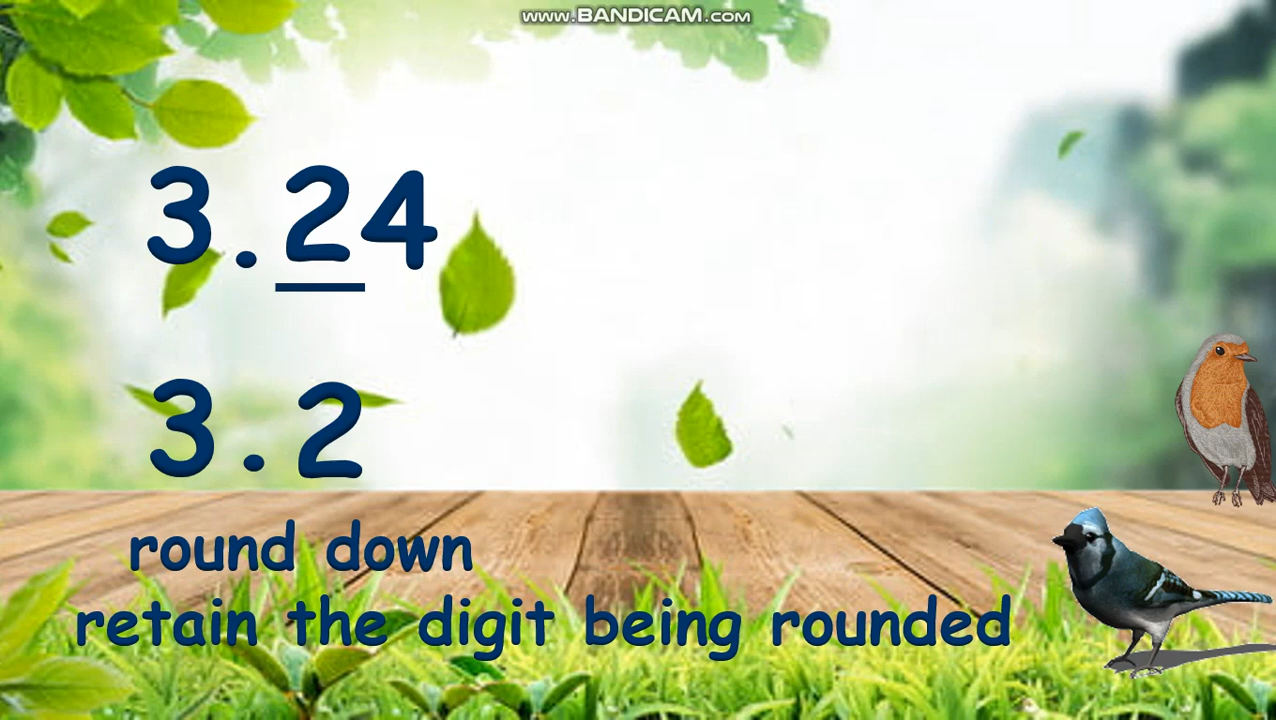 www.BANDICAM.com
3.24
3.2
round down
retain the digit being rounded